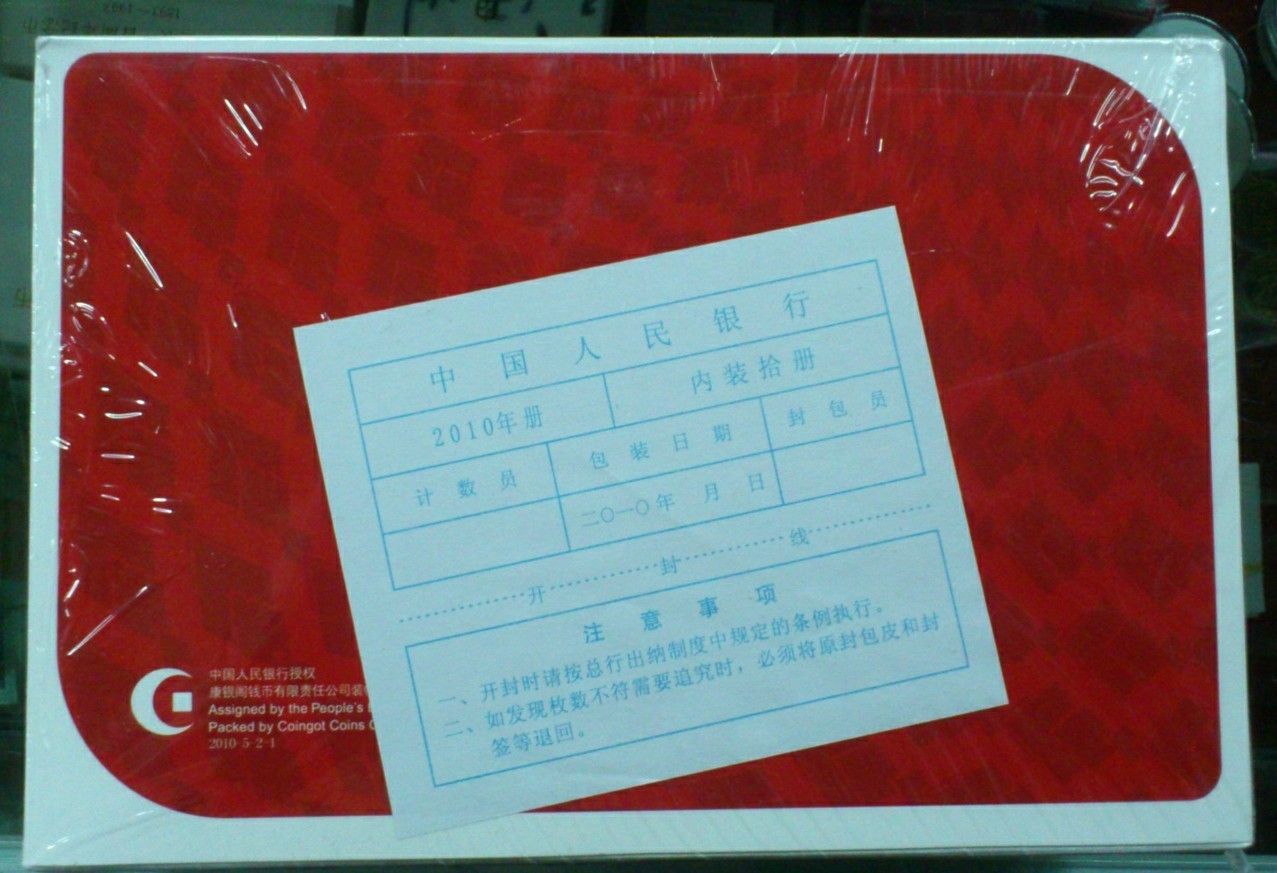 1991—1993
中国人民银行
2010年册 内装拾册
计数员 包装日期 封包员
二〇一〇年 月 日
开 封 线
注意事项
一、开封时请按总行出纳制度中规定的条例执行。
二、如发现枚数不符需要追究时，必须将原封包皮和封
签等退回。
中国人民银行授权
康银阁钱币有限责任公司装
Assigned by the People's
Packed by Coingot Coins
2010-5-2-1